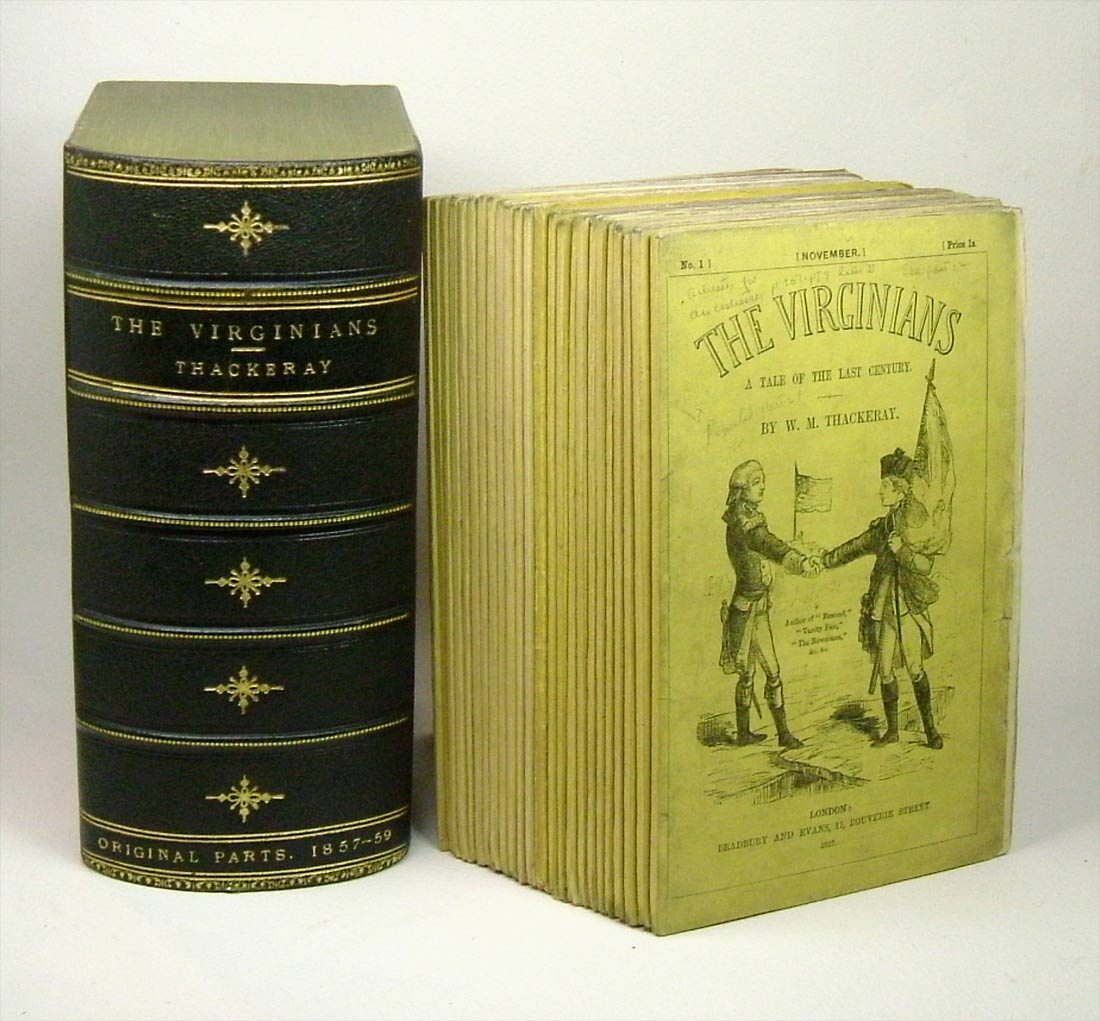 THE VIRGINIANS
THACKERAY
ORIGINAL PARTS. 1857-59
No. 1] [NOVEMBER.] [Price 1s.
THE VIRGINIANS
A TALE OF THE LAST CENTURY.
BY W. M. THACKERAY.
Author of "Esmond,"
"Vanity Fair,"
"The Newcomes,"
&c. &c.
LONDON:
BRADBURY AND EVANS, 11, BOUVERIE STREET.
1857.